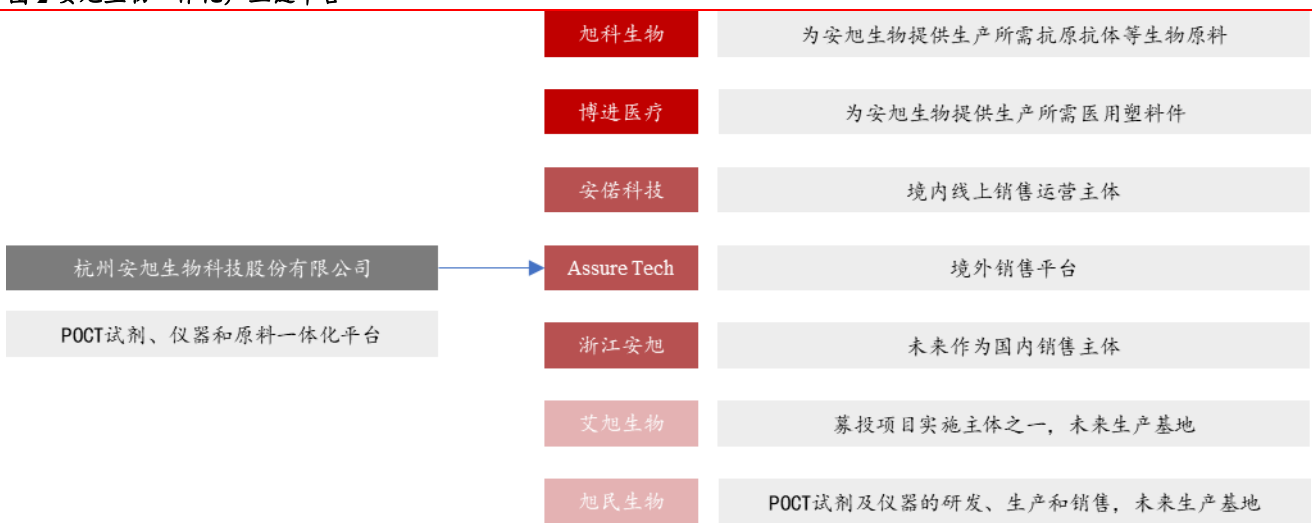 旭科生物
为安旭生物提供生产所需抗原抗体等生物原料
博进医疗
为安旭生物提供生产所需医用塑料件
安偌科技
境内线上销售运营主体
杭州安旭生物科技股份有限公司
Assure Tech
境外销售平台
POCT试剂、仪器和原料一体化平台
浙江安旭
未来作为国内销售主体
艾旭生物
募投项目实施主体之一，未来生产基地
旭民生物
POCT试剂及仪器的研发、生产和销售，未来生产基地